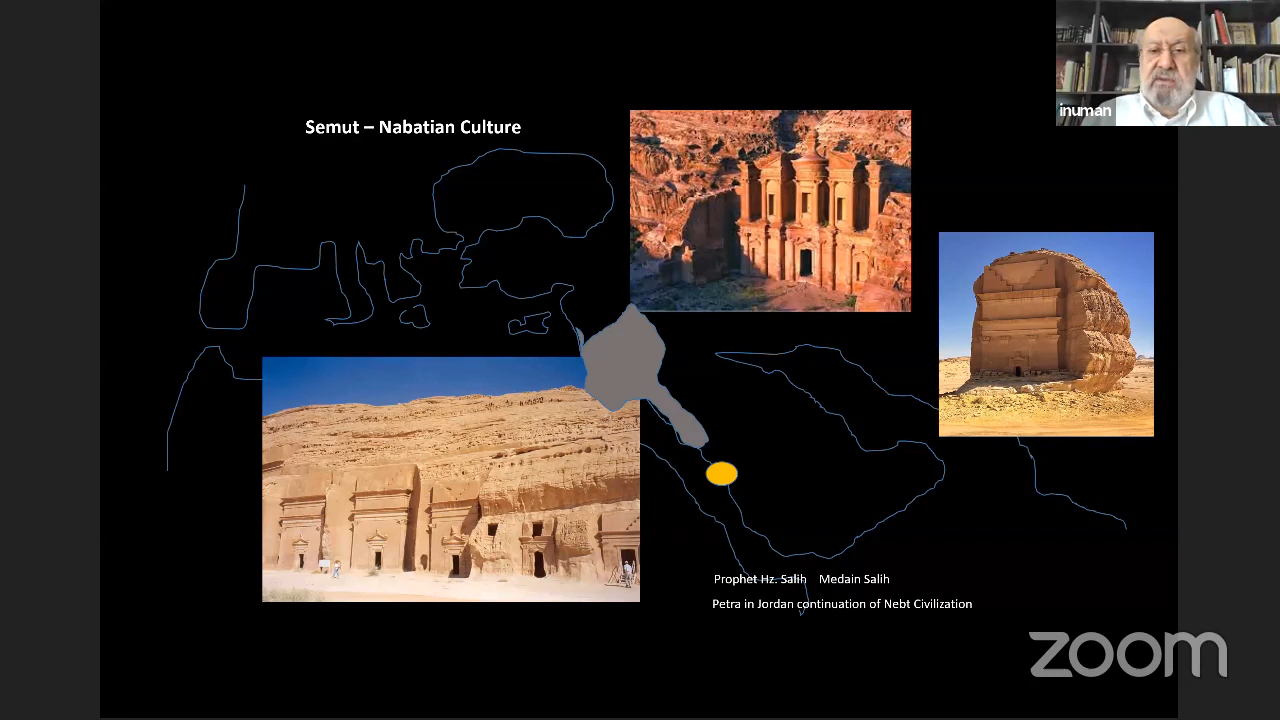 inuman
Semut – Nabatian Culture
Prophet Hz. Salih Medain Salih
Petra in Jordan continuation of Nebt Civilization
zoom